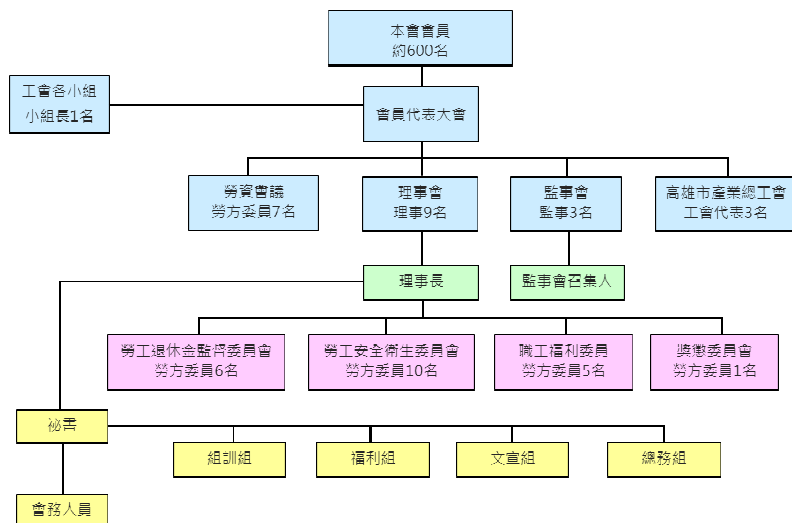 本會會員
約600名
工會各小組
小組長1名
會員代表大會
勞資會議
勞方委員7名
理事會
理事9名
監事會
監事3名
高雄市產業總工會
工會代表3名
理事長
監事會召集人
勞工退休金監督委員會
勞方委員6名
勞工安全衛生委員會
勞方委員10名
職工福利委員
勞方委員5名
獎懲委員會
勞方委員1名
祕書
組訓組
福利組
文宣組
總務組
會務人員